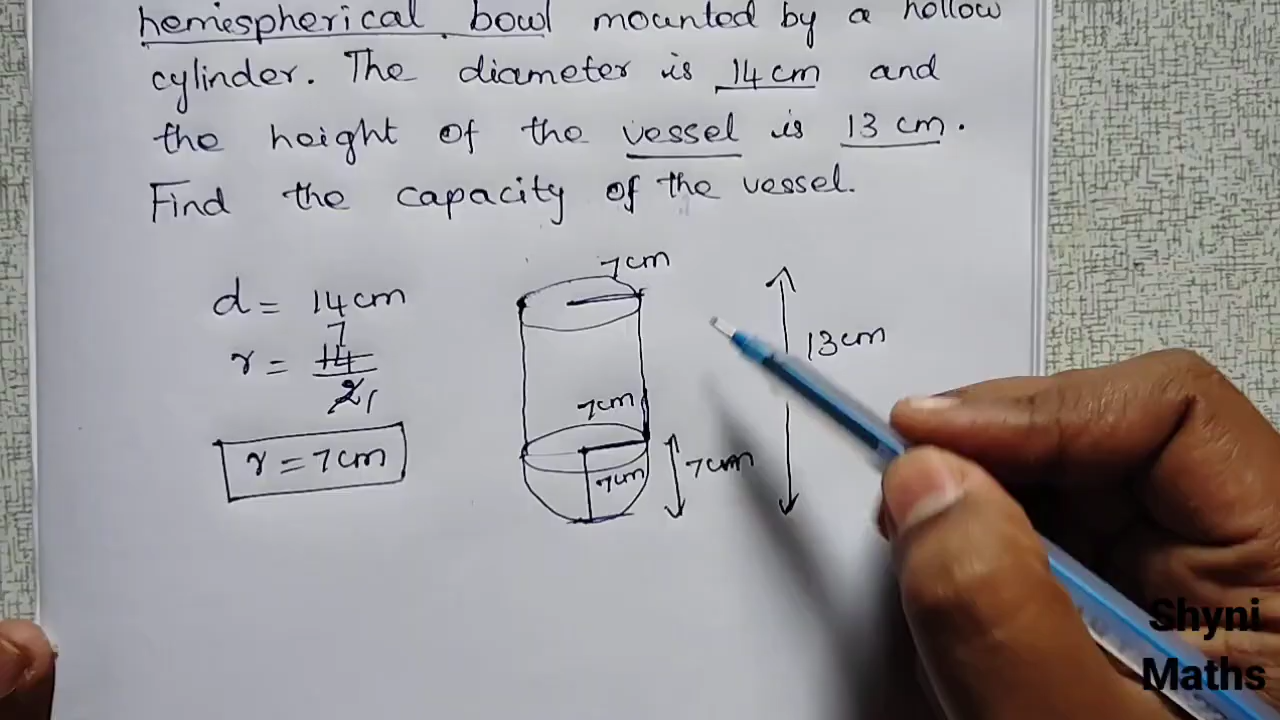 hemispherical bowl mounted by a hollow
cylinder. The diameter is 14cm and
the height of the vessel is 13 cm.
Find the capacity of the vessel.
7cm
d = 14cm
13cm
7
r = 14
21
7cm
r = 7cm
7cm
7cm
Shyni
Maths